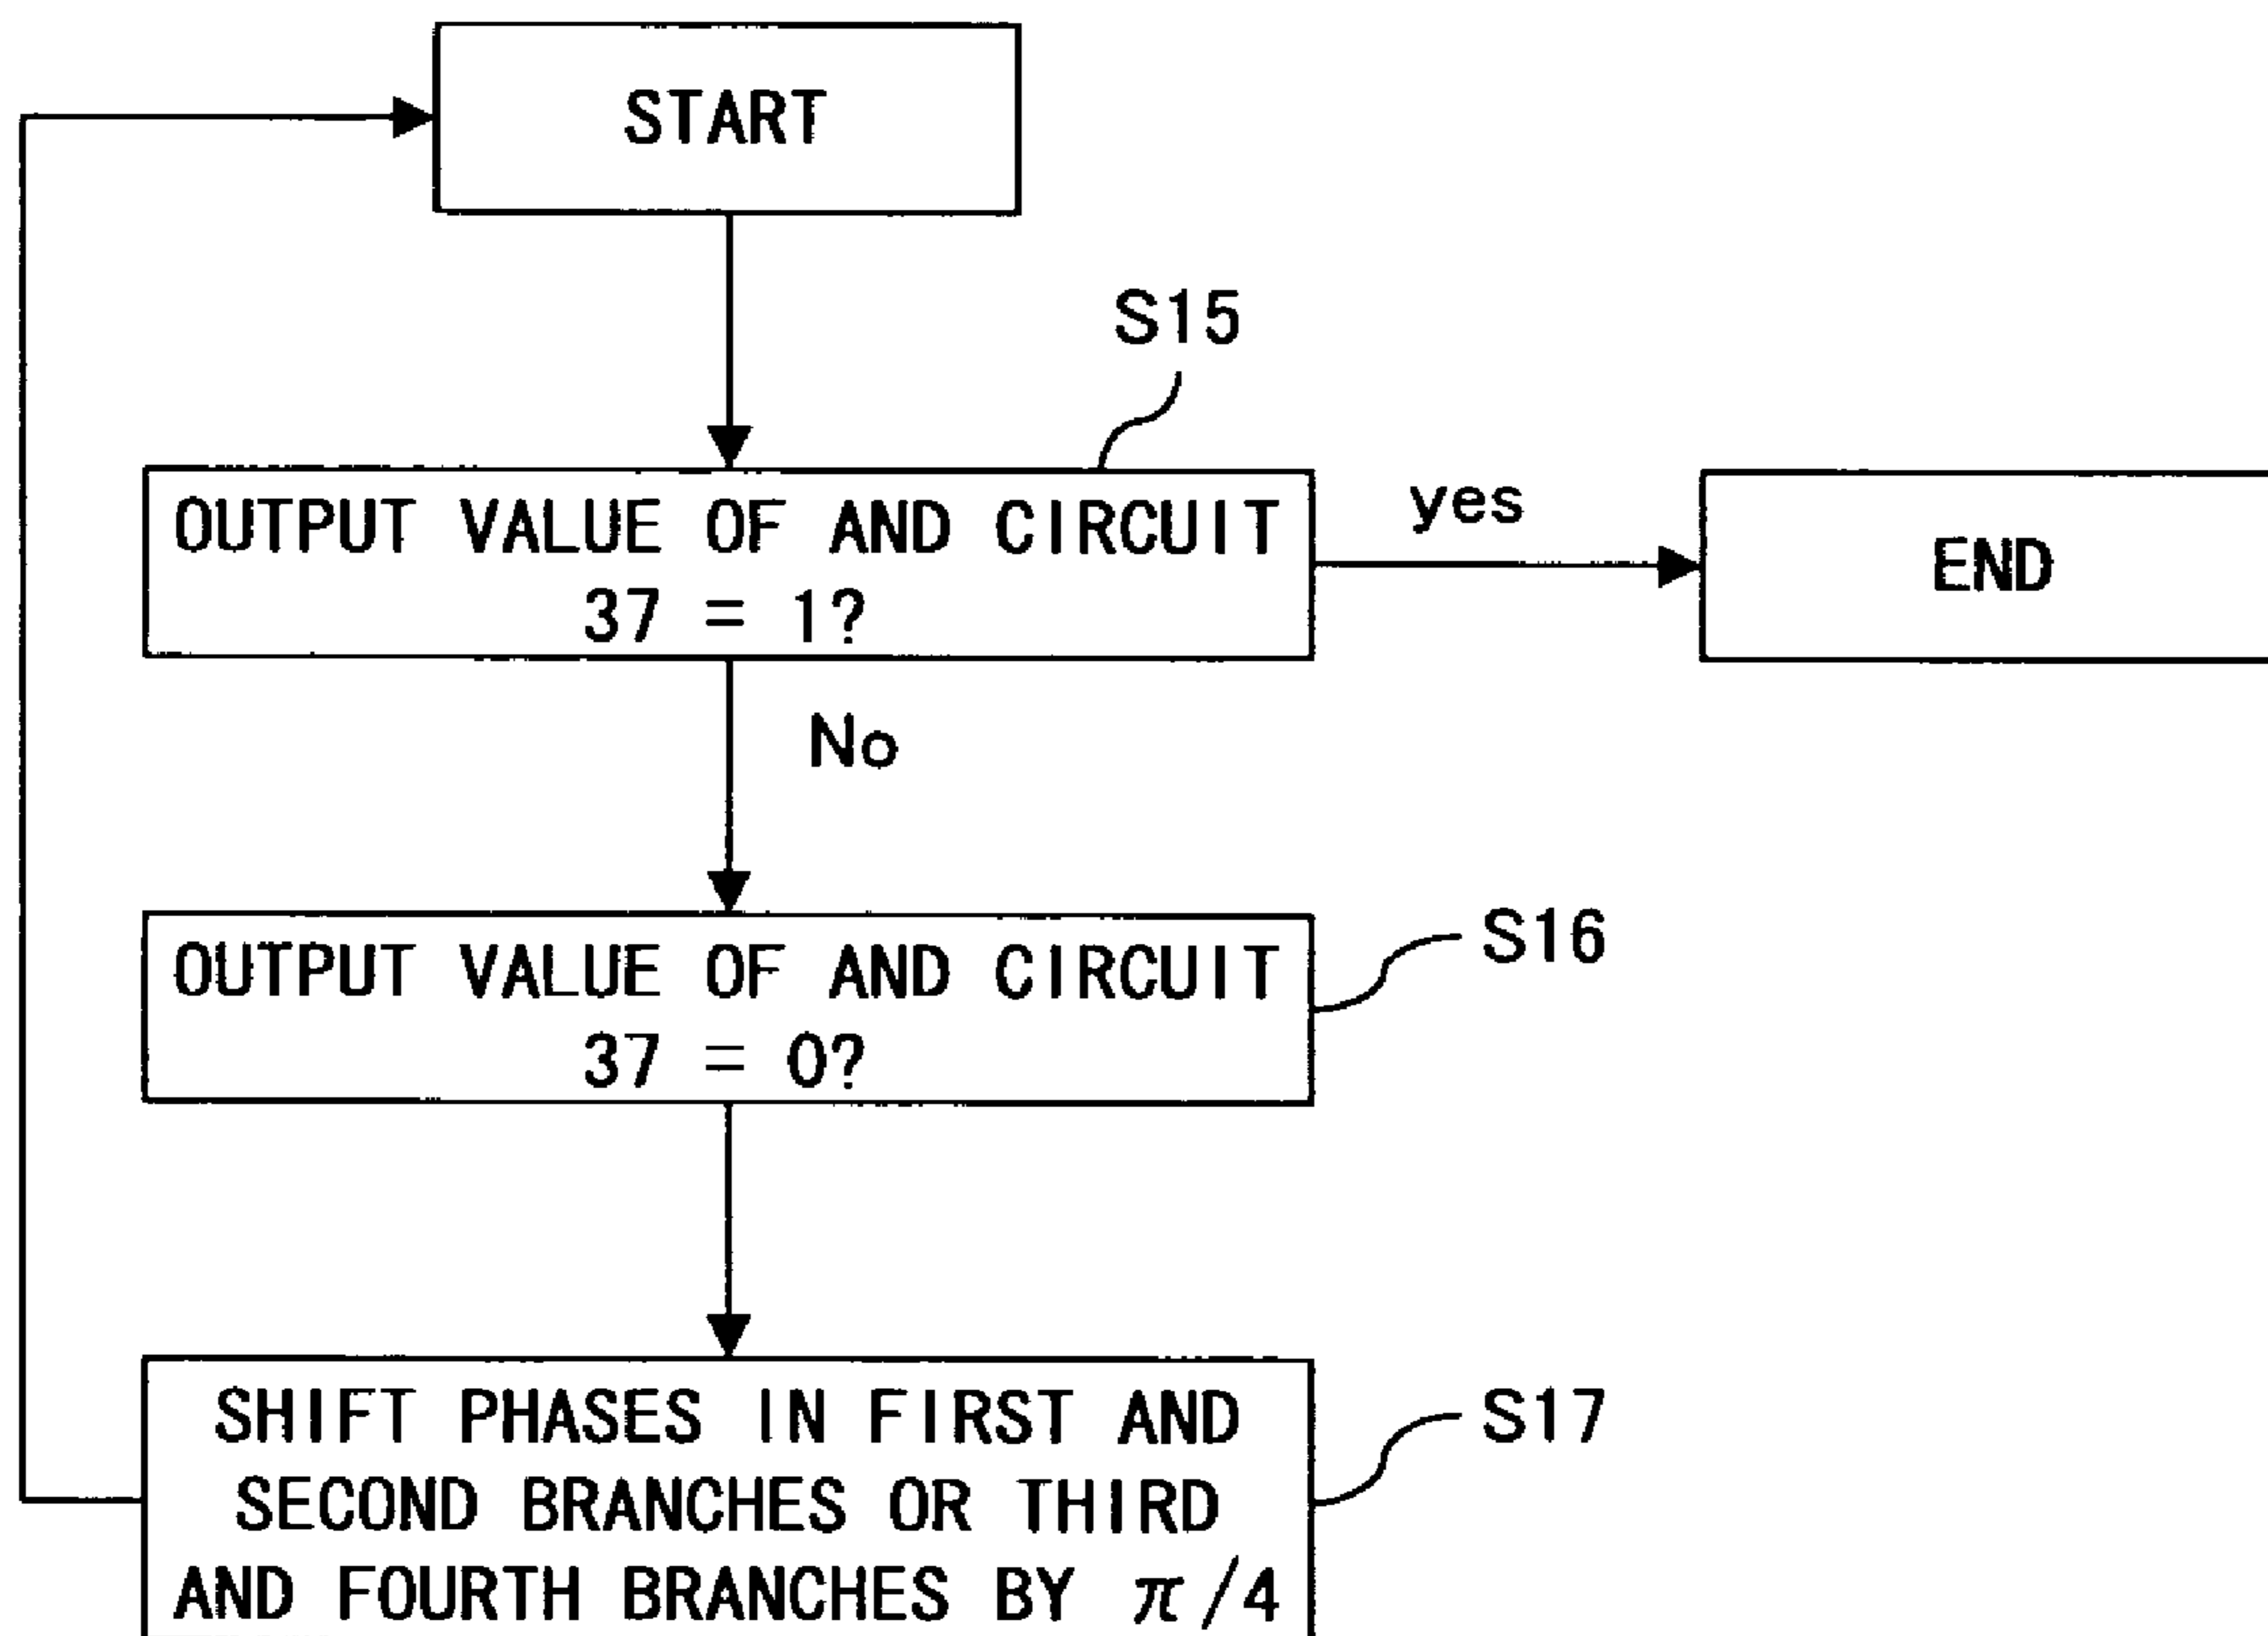 START
S15
OUTPUT VALUE OF AND CIRCUIT
37 = 1?
yes
END
No
OUTPUT VALUE OF AND CIRCUIT
37 = 0?
S16
SHIFT PHASES IN FIRST AND
SECOND BRANCHES OR THIRD
AND FOURTH BRANCHES BY π/4
S17